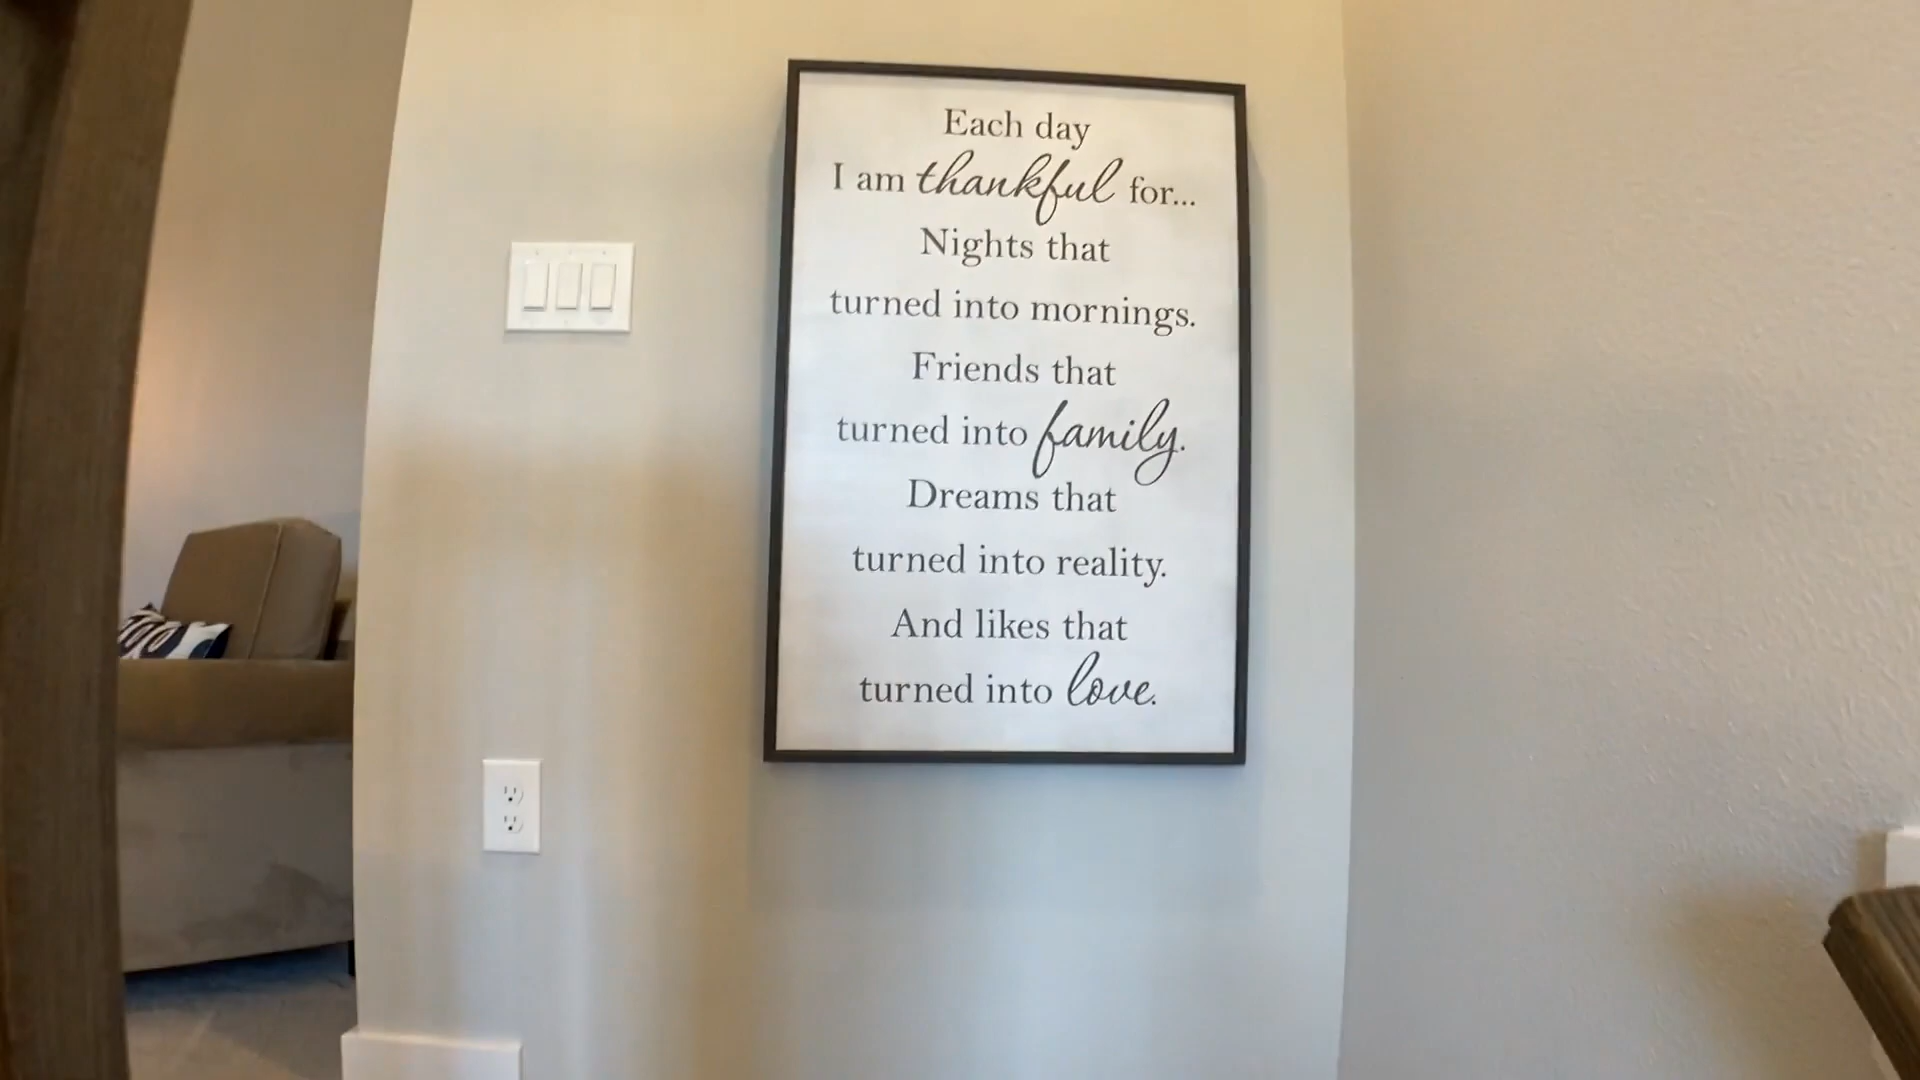 Each day
I am thankful for...
Nights that
turned into mornings.
Friends that
turned into family.
Dreams that
turned into reality.
And likes that
turned into love.